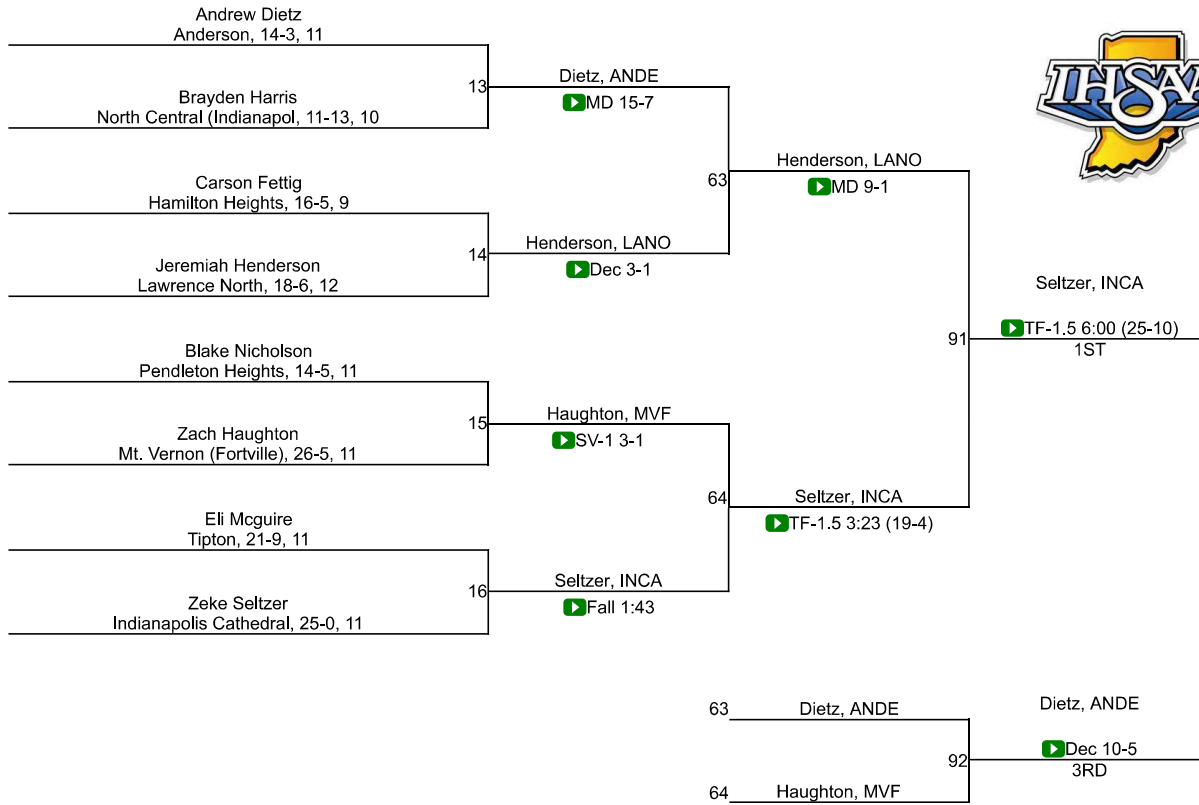 Andrew Dietz
Anderson, 14-3, 11
13
Brayden Harris
North Central (Indianapol, 11-13, 10
Dietz, ANDE
MD 15-7
Carson Fettig
Hamilton Heights, 16-5, 9
14
Jeremiah Henderson
Lawrence North, 18-6, 12
Henderson, LANO
Dec 3-1
63
Henderson, LANO
MD 9-1
Blake Nicholson
Pendleton Heights, 14-5, 11
15
Zach Haughton
Mt. Vernon (Fortville), 26-5, 11
Haughton, MVF
SV-1 3-1
Eli Mcguire
Tipton, 21-9, 11
16
Zeke Seltzer
Indianapolis Cathedral, 25-0, 11
Seltzer, INCA
Fall 1:43
64
Seltzer, INCA
TF-1.5 3:23 (19-4)
91
Seltzer, INCA
TF-1.5 6:00 (25-10)
1ST
IHSAA
63
Dietz, ANDE
64
Haughton, MVF
92
Dietz, ANDE
Dec 10-5
3RD